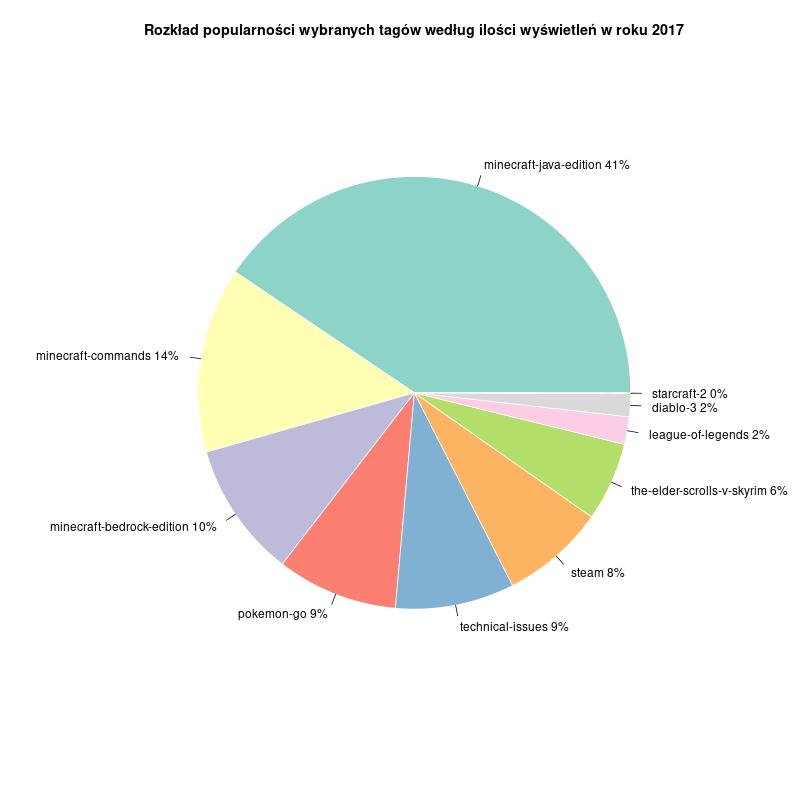 Rozkład popularności wybranych tagów według ilości wyświetleń w roku 2017
minecraft-java-edition 41%
minecraft-commands 14%
minecraft-bedrock-edition 10%
pokemon-go 9%
technical-issues 9%
steam 8%
the-elder-scrolls-v-skyrim 6%
league-of-legends 2%
diablo-3 2%
starcraft-2 0%